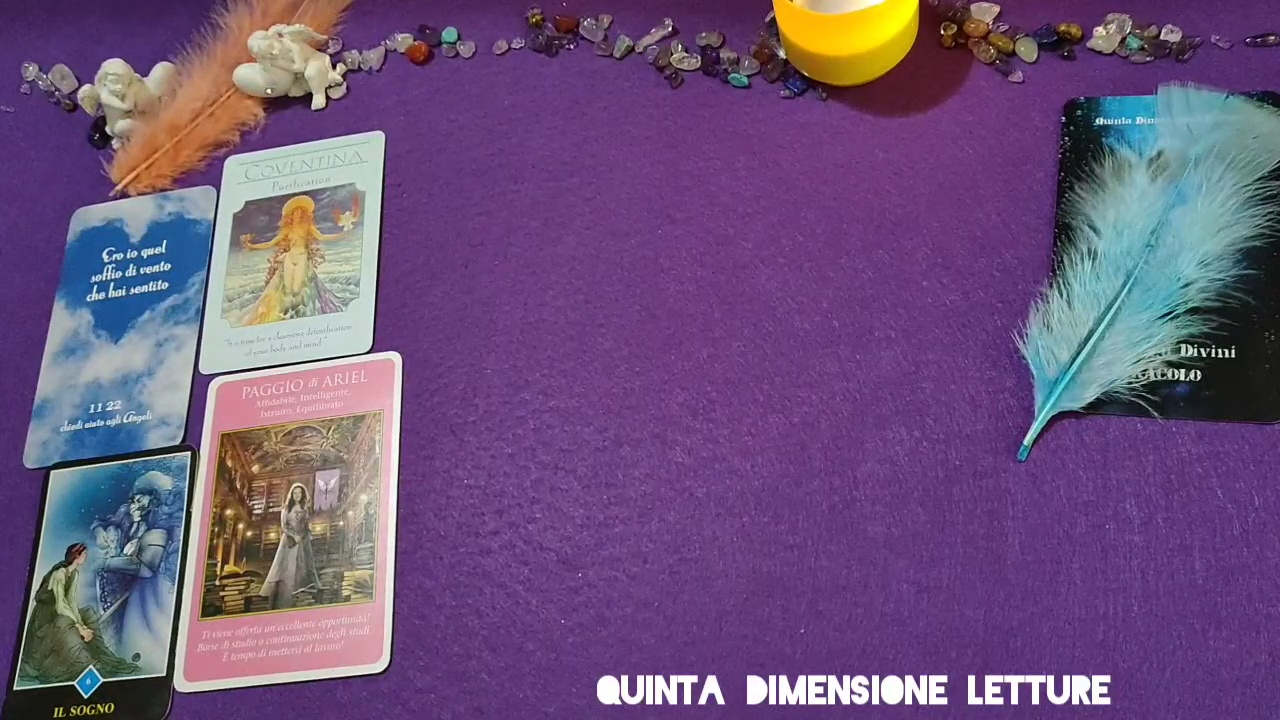 COVENTINA
Purification
"It is time for a cleansing detoxification
of your body and mind."
Ero io quel
soffio di vento
che hai sentito
11 22
chiedi aiuto agli Angeli
PAGGIO di ARIEL
Affidabile, Intelligente,
Istruito, Equilibrato
Ti viene offerta un'eccellente opportunità!
Borse di studio o continuazione degli studi.
È tempo di mettersi al lavoro!
6
IL SOGNO
Quinta
Divini
QUINTA DIMENSIONE LETTURE